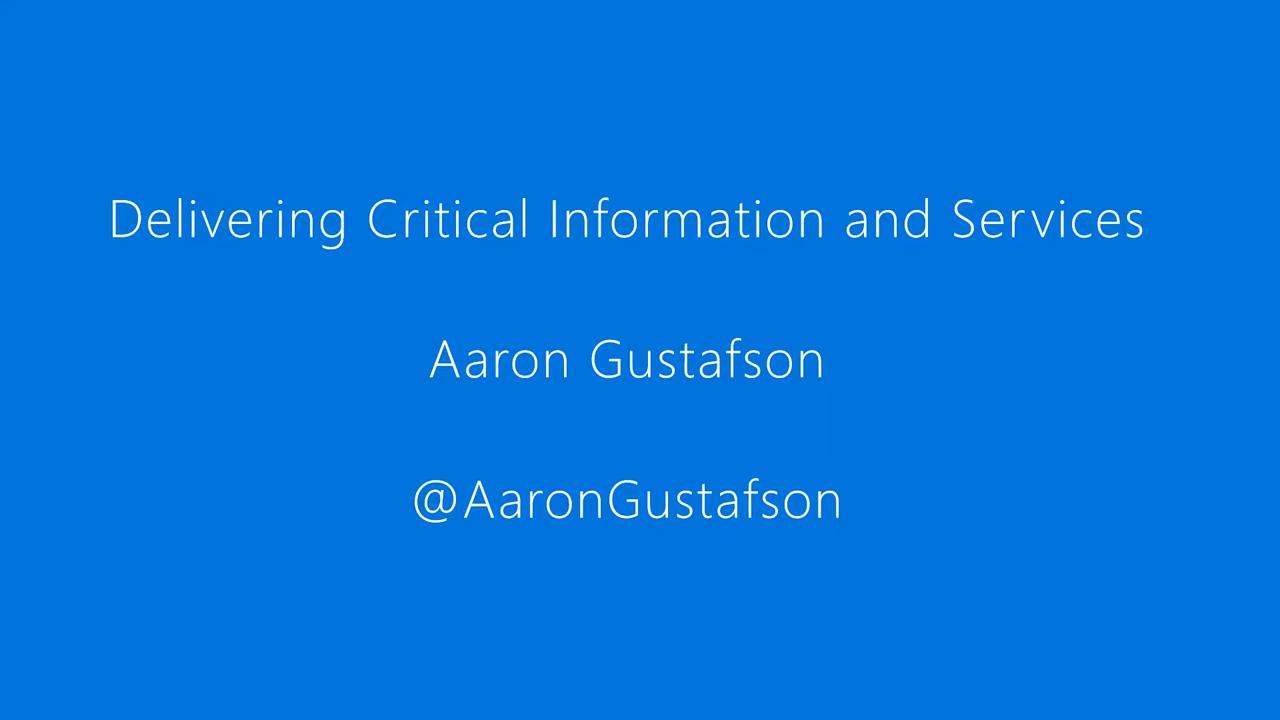 Delivering Critical Information and Services
Aaron Gustafson
@AaronGustafson